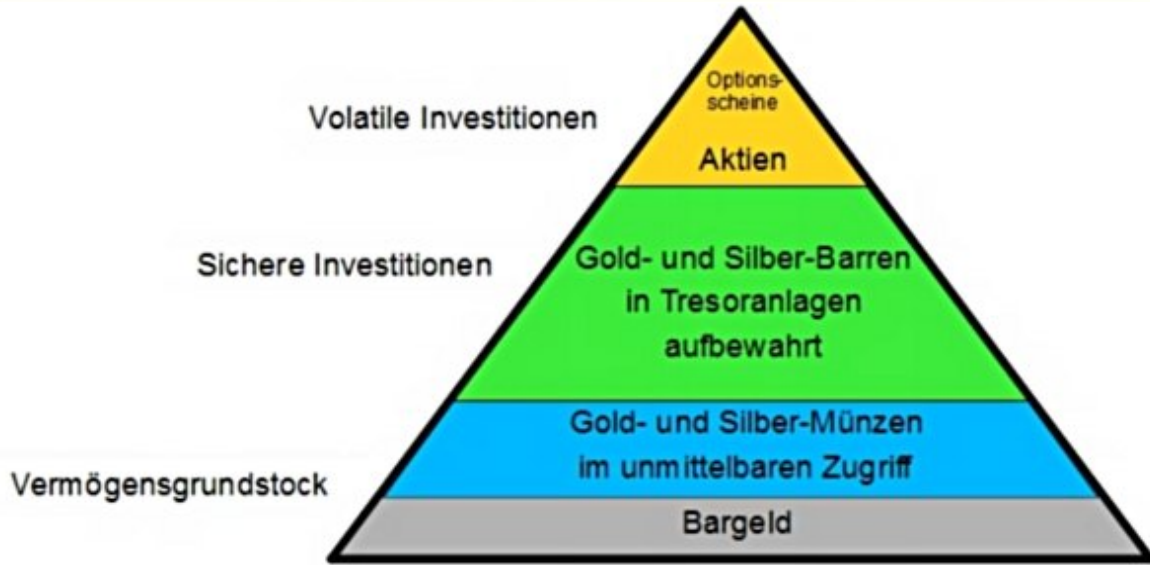 Options-
scheine
Volatile Investitionen
Aktien
Sichere Investitionen
Gold- und Silber-Barren
in Tresoranlagen
aufbewahrt
Gold- und Silber-Münzen
im unmittelbaren Zugriff
Vermögensgrundstock
Bargeld